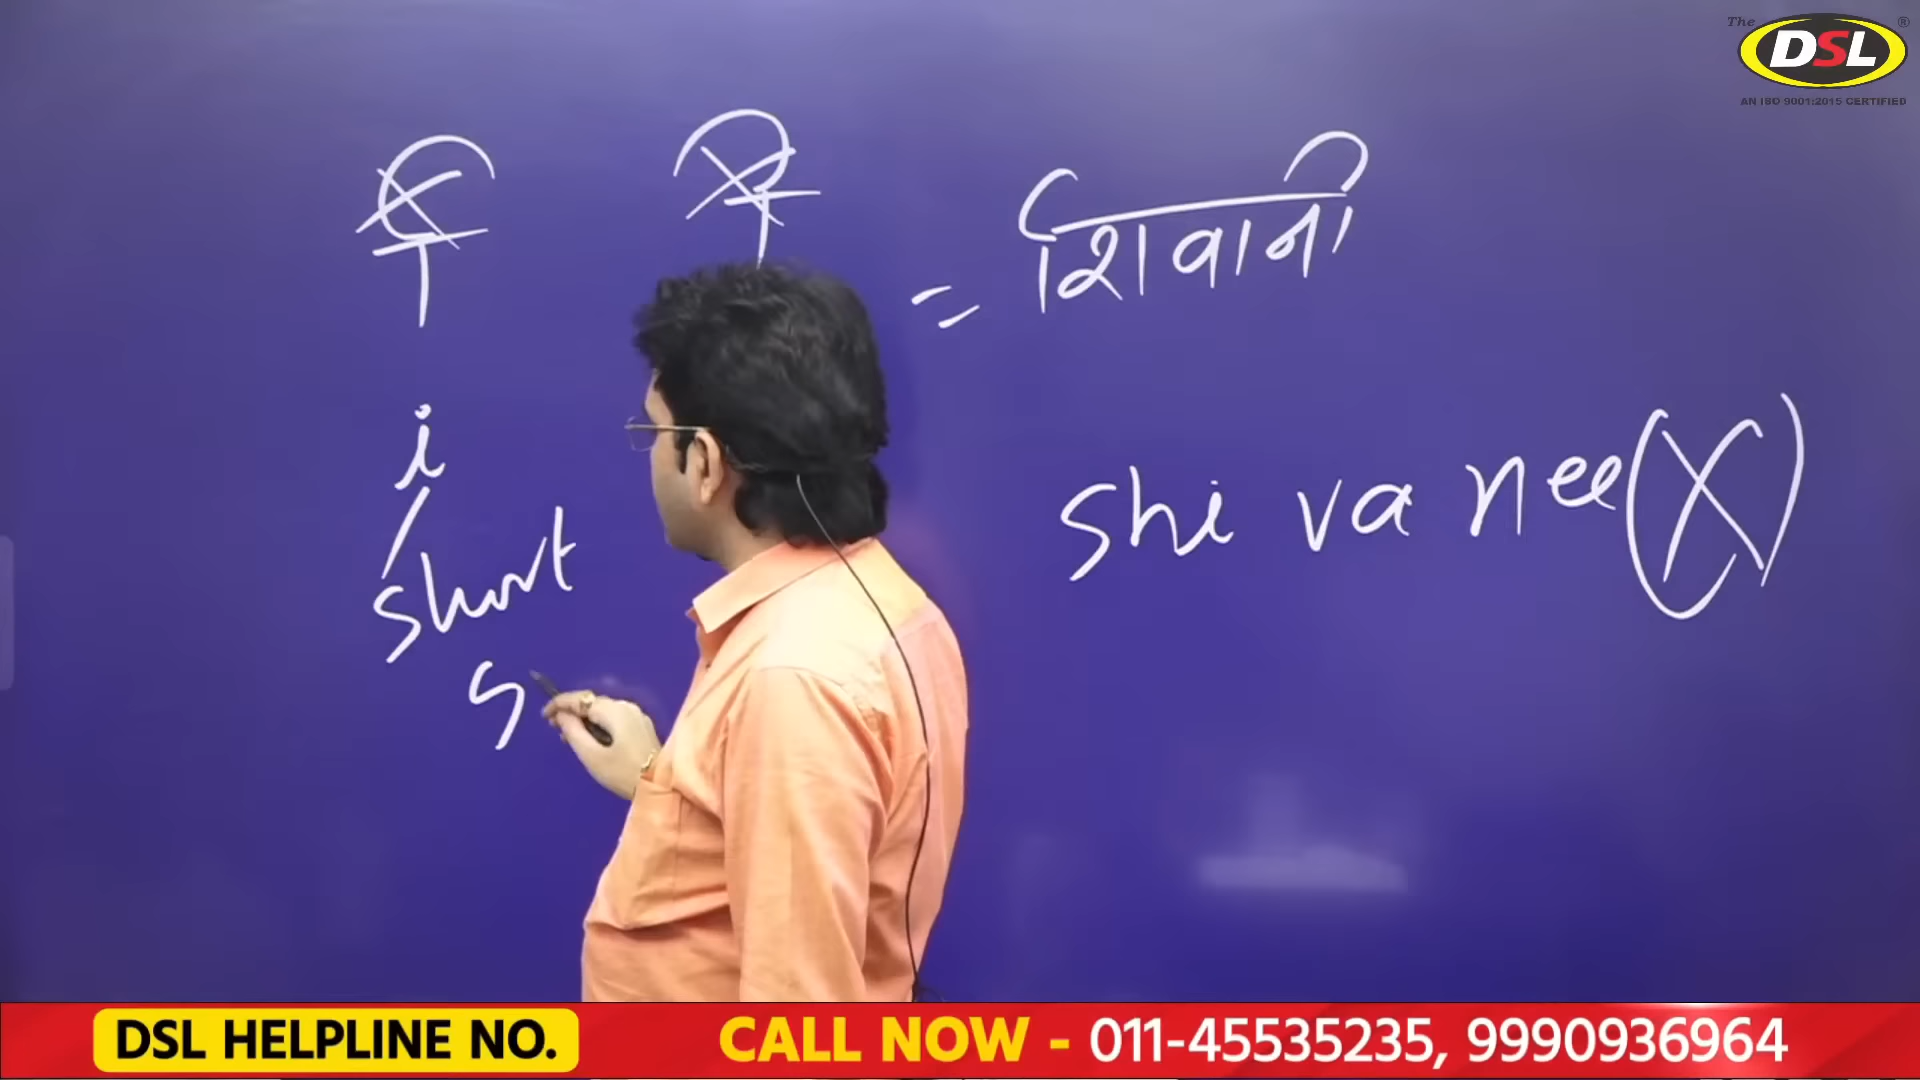 The DSL ®
AN ISO 9001:2015 CERTIFIED
= शिवानी
i
shi va nee (X)
short
s
DSL HELPLINE NO. CALL NOW - 011-45535235, 9990936964